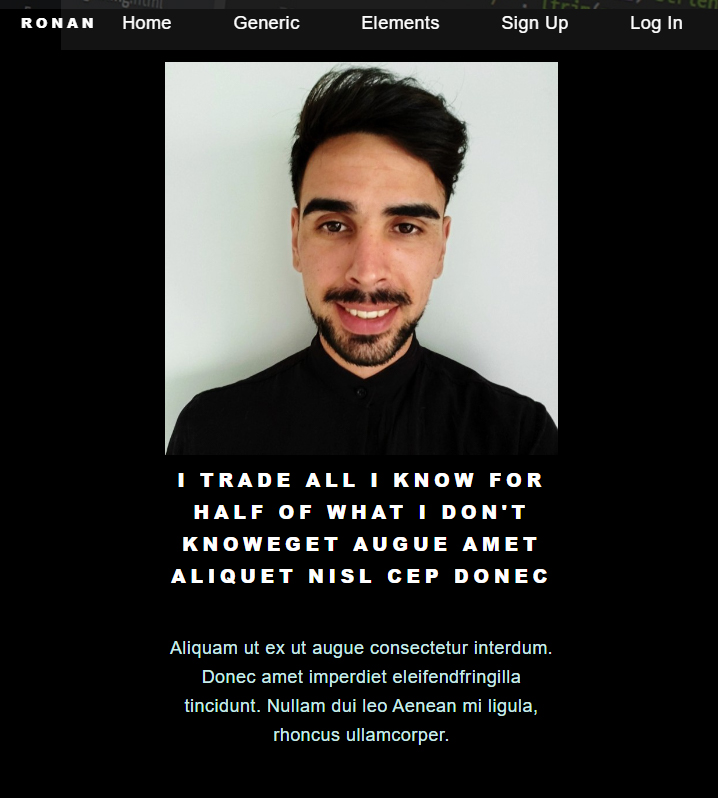 RONAN Home Generic Elements Sign Up Log In
I TRADE ALL I KNOW FOR
HALF OF WHAT I DON'T
KNOWEGET AUGUE AMET
ALIQUET NISL CEP DONEC
Aliquam ut ex ut augue consectetur interdum.
Donec amet imperdiet eleifendfringilla
tincidunt. Nullam dui leo Aenean mi ligula,
rhoncus ullamcorper.